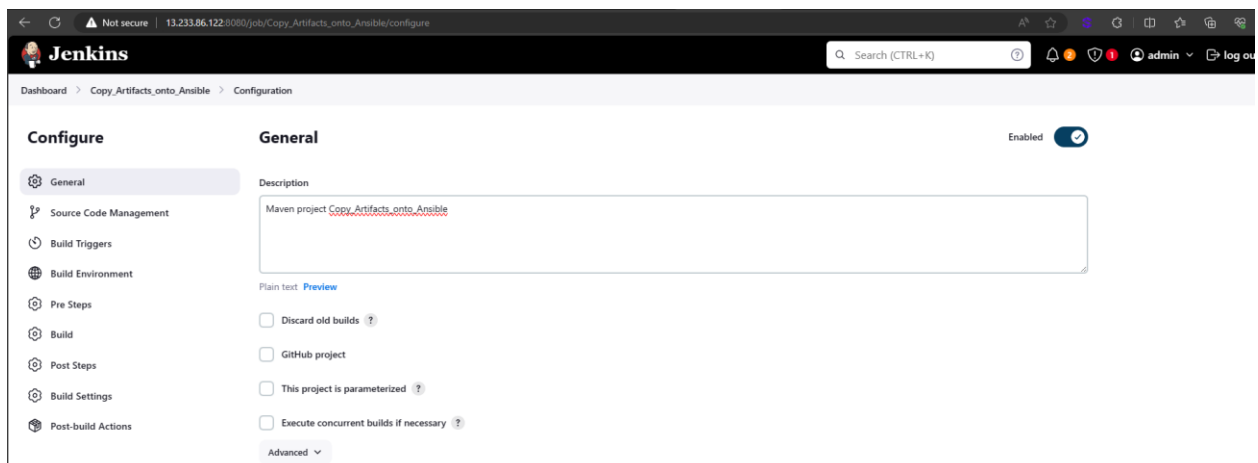 Not secure | 13.233.86.122:8080/job/Copy_Artifacts_onto_Ansible/configure
Jenkins
Search (CTRL+K) ? 2 1 admin log ou
Dashboard > Copy_Artifacts_onto_Ansible > Configuration
Configure
General
Source Code Management
Build Triggers
Build Environment
Pre Steps
Build
Post Steps
Build Settings
Post-build Actions
General
Enabled
Description
Maven project Copy_Artifacts_onto_Ansible
Plain text Preview
Discard old builds ?
GitHub project
This project is parameterized ?
Execute concurrent builds if necessary ?
Advanced